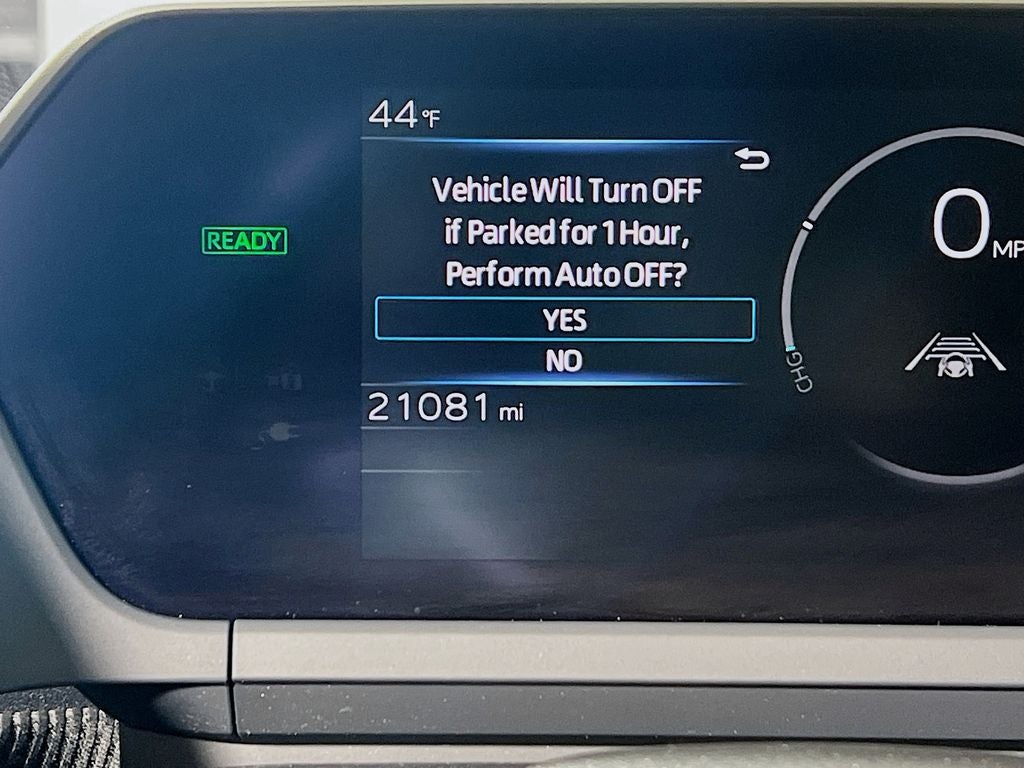 44°F
Vehicle Will Turn OFF
if Parked for 1 Hour,
Perform Auto OFF?
YES
NO
21081 mi
READY
0 MP
CHG